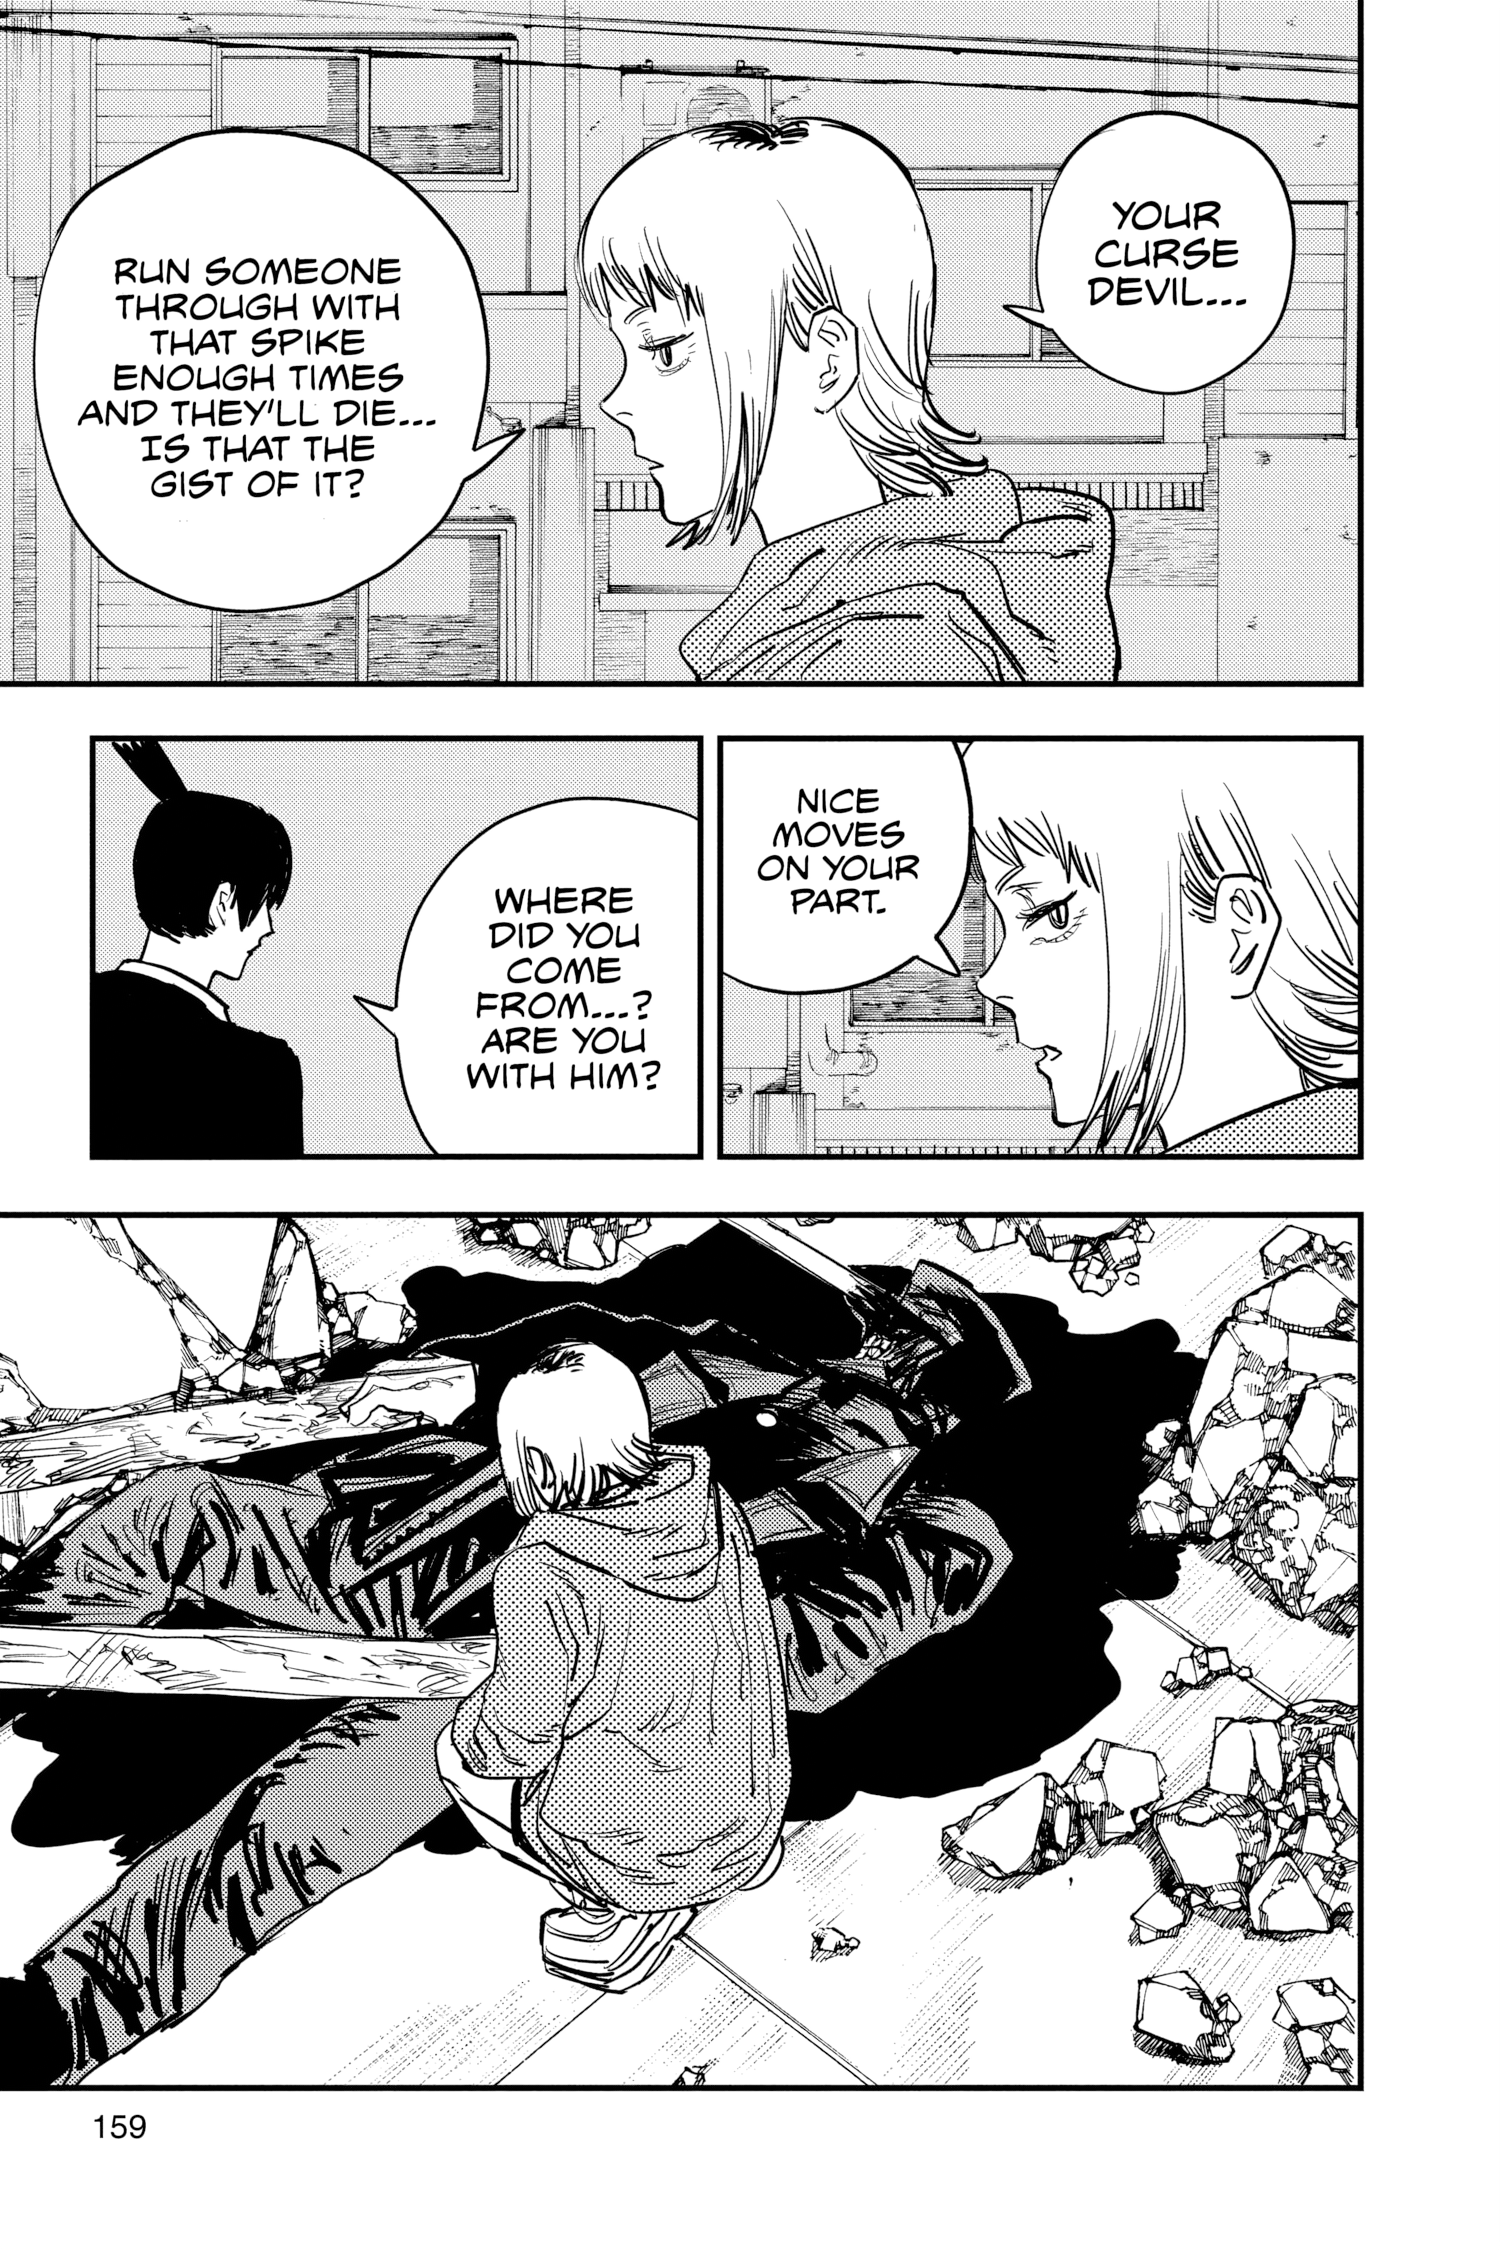 YOUR
CURSE
DEVIL...
RUN SOMEONE
THROUGH WITH
THAT SPIKE
ENOUGH TIMES
AND THEY'LL DIE...
IS THAT THE
GIST OF IT?
NICE
MOVES
ON YOUR
PART.
WHERE
DID YOU
COME
FROM...?
ARE YOU
WITH HIM?
159